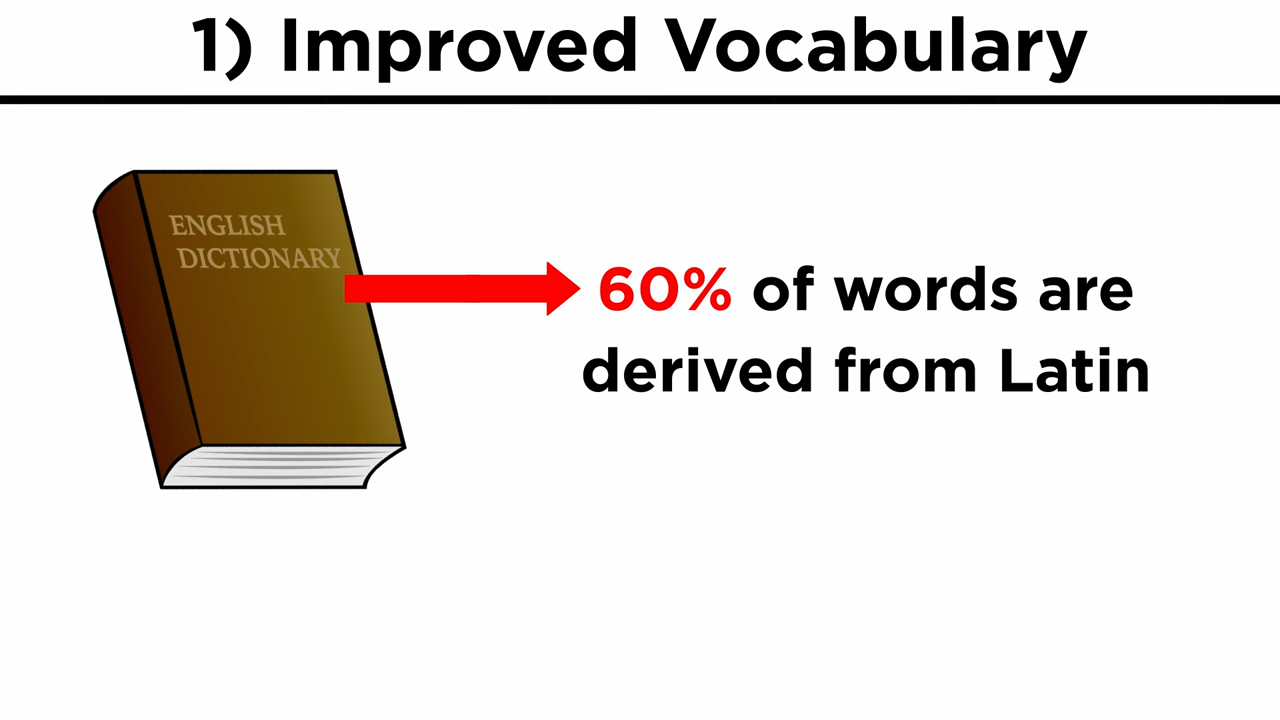 1) Improved Vocabulary
ENGLISH
DICTIONARY
60% of words are
derived from Latin